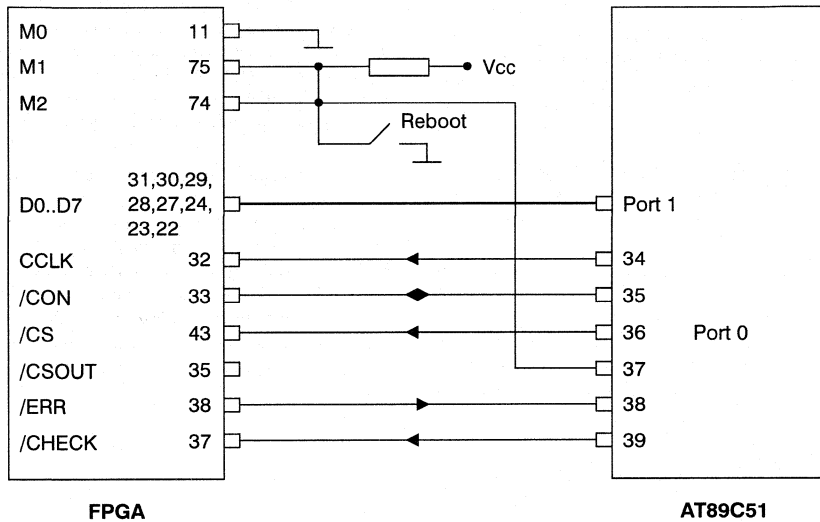 M0 11
M1 75 Vcc
M2 74
Reboot
31,30,29,
D0..D7 28,27,24, Port 1
23,22
CCLK 32 34
/CON 33 35
/CS 43 36 Port 0
/CSOUT 35 37
/ERR 38 38
/CHECK 37 39
FPGA AT89C51